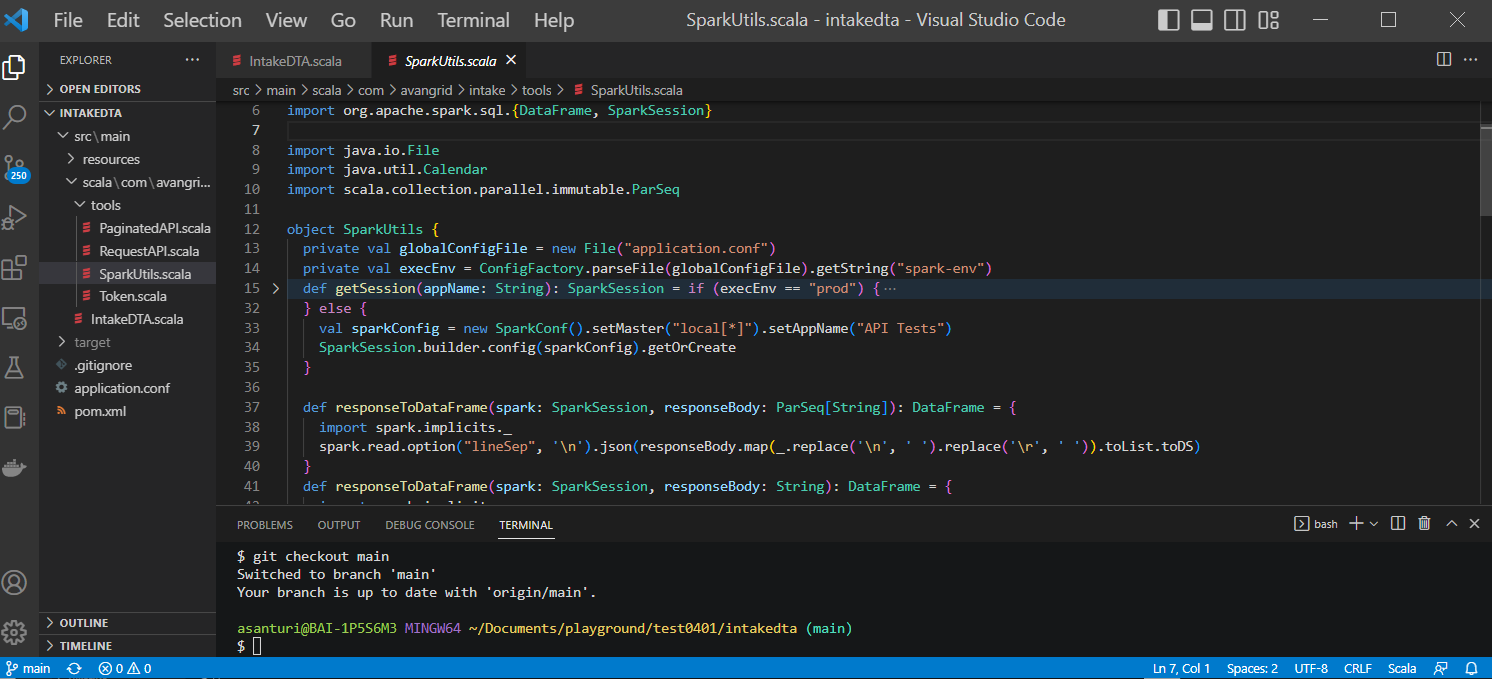 File Edit Selection View Go Run Terminal Help SparkUtils.scala - intakedta - Visual Studio Code
EXPLORER ···
OPEN EDITORS
INTAKEDTA
src\main
resources
scala\com\avangri...
tools
PaginatedAPI.scala
RequestAPI.scala
SparkUtils.scala
Token.scala
IntakeDTA.scala
target
.gitignore
application.conf
pom.xml
OUTLINE
TIMELINE
250
IntakeDTA.scala SparkUtils.scala
src > main > scala > com > avangrid > intake > tools > SparkUtils.scala
6 import org.apache.spark.sql.{DataFrame, SparkSession}
7
8 import java.io.File
9 import java.util.Calendar
10 import scala.collection.parallel.immutable.ParSeq
11
12 object SparkUtils {
13 private val globalConfigFile = new File("application.conf")
14 private val execEnv = ConfigFactory.parseFile(globalConfigFile).getString("spark-env")
15 def getSession(appName: String): SparkSession = if (execEnv == "prod") {···
32 } else {
33 val sparkConfig = new SparkConf().setMaster("local[*]").setAppName("API Tests")
34 SparkSession.builder.config(sparkConfig).getOrCreate
35 }
36
37 def responseToDataFrame(spark: SparkSession, responseBody: ParSeq[String]): DataFrame = {
38 import spark.implicits._
39 spark.read.option("lineSep", '\n').json(responseBody.map(_.replace('\n', ' ').replace('\r', ' ')).toList.toDS)
40 }
41 def responseToDataFrame(spark: SparkSession, responseBody: String): DataFrame = {
PROBLEMS OUTPUT DEBUG CONSOLE TERMINAL bash
$ git checkout main
Switched to branch 'main'
Your branch is up to date with 'origin/main'.
asanturi@BAI-1P5S6M3 MINGW64 ~/Documents/playground/test0401/intakedta (main)
$
main 0 0 Ln 7, Col 1 Spaces: 2 UTF-8 CRLF Scala